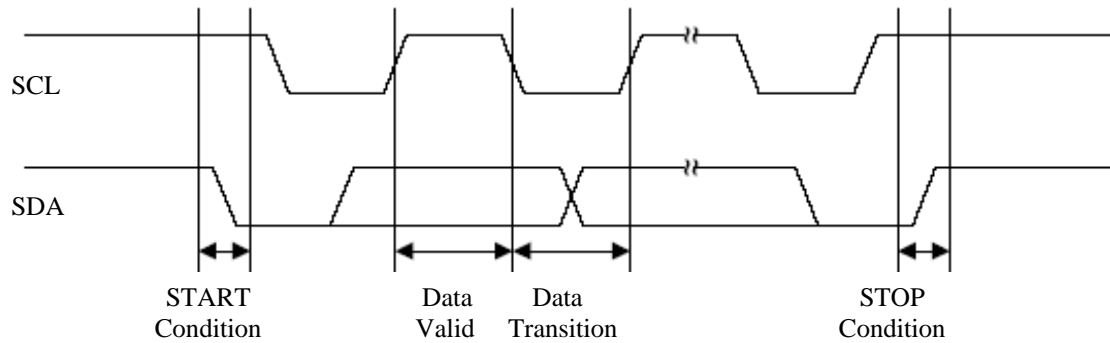 SCL
SDA
START
Condition
Data
Valid
Data
Transition
STOP
Condition